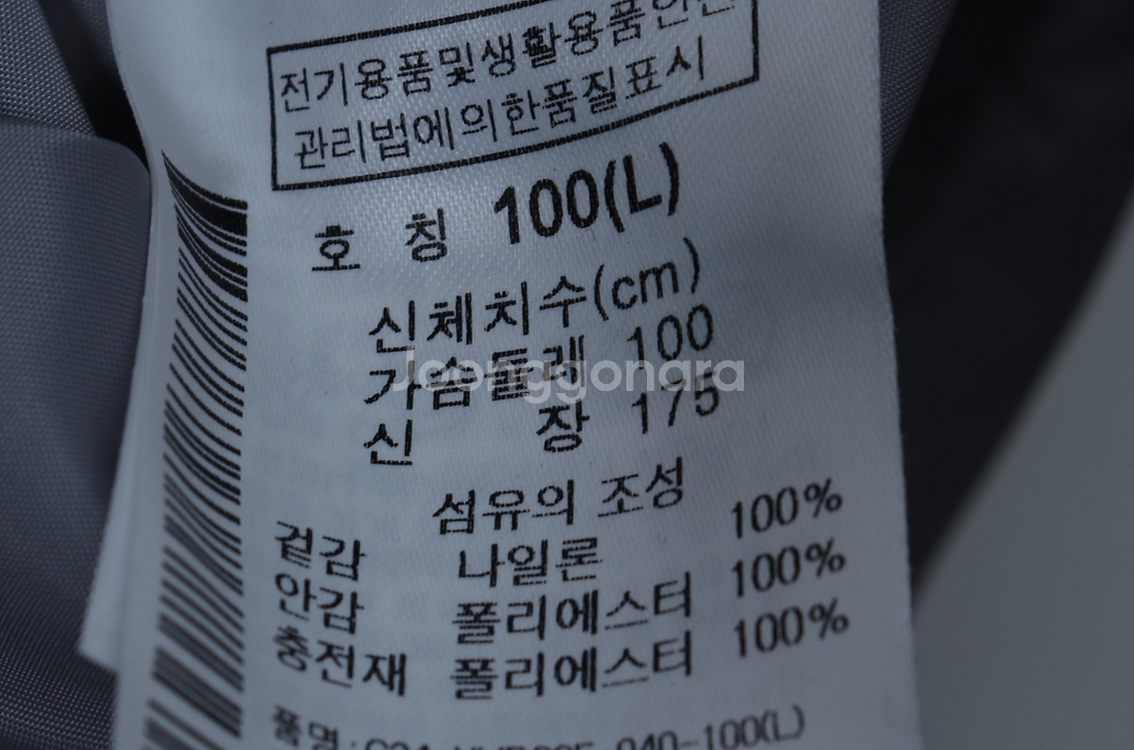 전기용품및생활용품안전
관리법에의한품질표시
호 칭 100(L)
신체치수(cm)
가슴둘레 100
Joonggonara
신 장 175
섬유의 조성
겉감 나일론 100%
안감 폴리에스터 100%
충전재 폴리에스터 100%
품명: